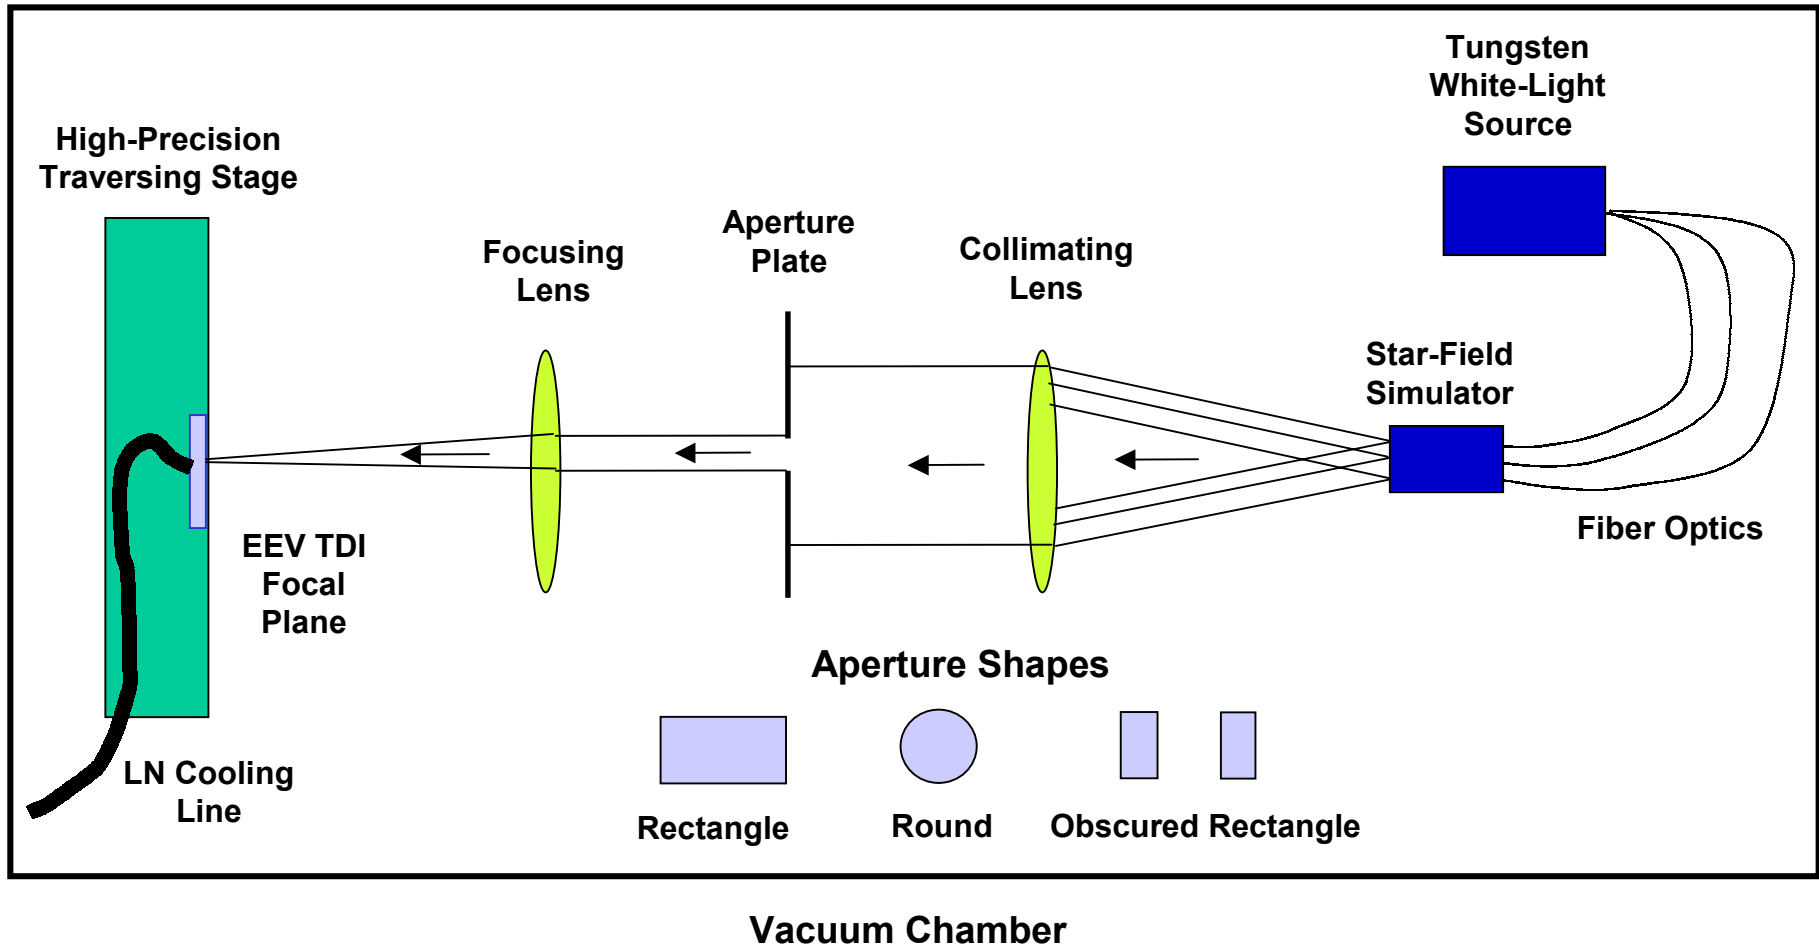 Tungsten
White-Light
Source
High-Precision
Traversing Stage
Aperture
Plate
Focusing
Lens
Collimating
Lens
Star-Field
Simulator
Fiber Optics
EEV TDI
Focal
Plane
Aperture Shapes
LN Cooling
Line
Rectangle
Round
Obscured Rectangle
Vacuum Chamber